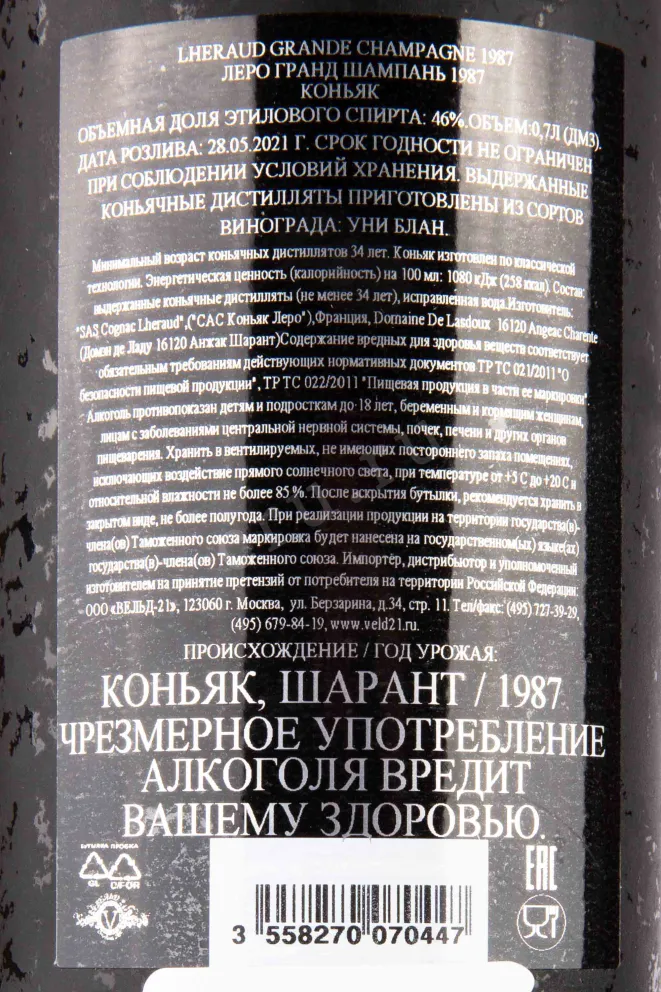 LHERAUD GRANDE CHAMPAGNE 1987
ЛЕРО ГРАНД ШАМПАНЬ 1987
КОНЬЯК
ОБЪЕМНАЯ ДОЛЯ ЭТИЛОВОГО СПИРТА: 46%.ОБЪЕМ:0,7Л (ДМ3).
ДАТА РОЗЛИВА: 28.05.2021 Г. СРОК ГОДНОСТИ НЕ ОГРАНИЧЕН
ПРИ СОБЛЮДЕНИИ УСЛОВИЙ ХРАНЕНИЯ. ВЫДЕРЖАННЫЕ
КОНЬЯЧНЫЕ ДИСТИЛЛЯТЫ ПРИГОТОВЛЕНЫ ИЗ СОРТОВ
ВИНОГРАДА: УНИ БЛАН.
Минимальный возраст коньячных дистиллятов 34 лет. Коньяк изготовлен по классической
технологии. Энергетическая ценность (калорийность) на 100 мл: 1080 кДж (258 ккал). Состав:
выдержанные коньячные дистилляты (не менее 34 лет), исправленная вода.Изготовитель:
"SAS Cognac Lheraud",("САС Коньяк Леро"),Франция, Domaine De Lasdoux 16120 Angeac Charente
(Домэн де Ладу 16120 Анжак Шарант)Содержание вредных для здоровья веществ соответствует
обязательным требованиям действующих нормативных документов ТР ТС 021/2011 "О
безопасности пищевой продукции", ТР ТС 022/2011 "Пищевая продукция в части ее маркировки".
Алкоголь противопоказан детям и подросткам до 18 лет, беременным и кормящим женщинам,
лицам с заболеваниями центральной нервной системы, почек, печени и других органов
пищеварения. Хранить в вентилируемых, не имеющих постороннего запаха помещениях,
исключающих воздействие прямого солнечного света, при температуре от +5 С до +20 С и
относительной влажности не более 85 %. После вскрытия бутылки, рекомендуется хранить в
закрытом виде, не более полугода. При реализации продукции на территории государства(в)-
члена(ов) Таможенного союза маркировка будет нанесена на государственном(ых) языке(ах)
государства(в)-члена(ов) Таможенного союза. Импортёр, дистрибьютор и уполномоченный
изготовителем на принятие претензий от потребителя на территории Российской Федерации:
ООО «ВЕЛЬД-21», 123060 г. Москва, ул. Берзарина, д.34, стр. 11. Тел/факс: (495) 727-39-29,
(495) 679-84-19, www.veld21.ru.
ПРОИСХОЖДЕНИЕ / ГОД УРОЖАЯ:
КОНЬЯК, ШАРАНТ / 1987
ЧРЕЗМЕРНОЕ УПОТРЕБЛЕНИЕ
АЛКОГОЛЯ ВРЕДИТ
ВАШЕМУ ЗДОРОВЬЮ.
БУТЫЛКА ПРОБКА
GL C/FOR
V
EAC
3 558270 070447